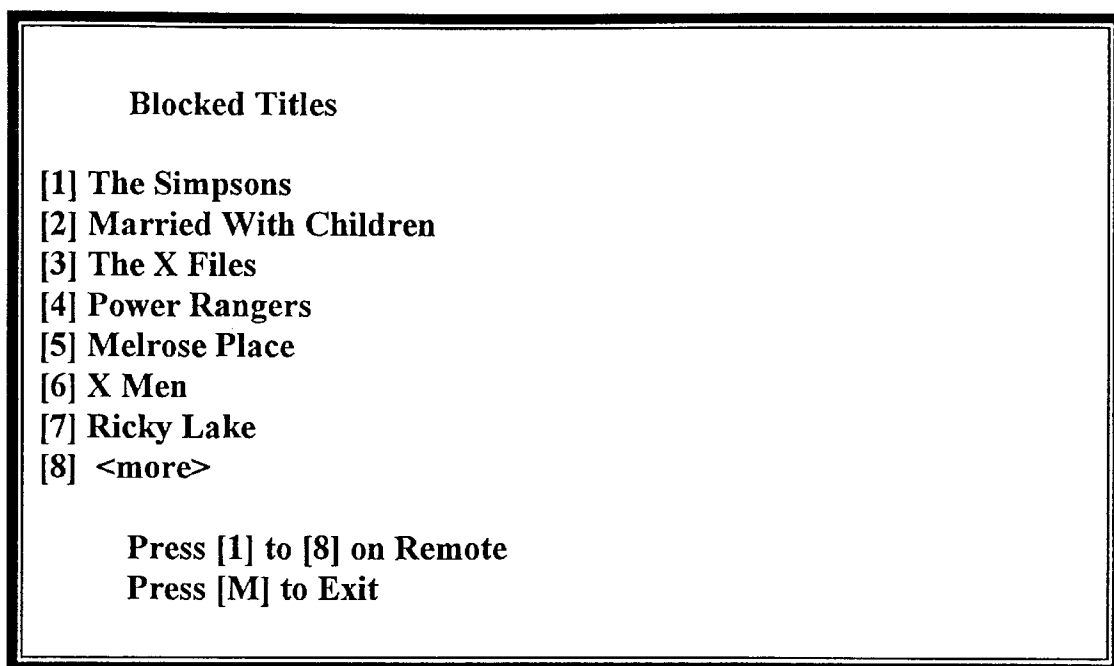 Blocked Titles
[1] The Simpsons
[2] Married With Children
[3] The X Files
[4] Power Rangers
[5] Melrose Place
[6] X Men
[7] Ricky Lake
[8] <more>
Press [1] to [8] on Remote
Press [M] to Exit